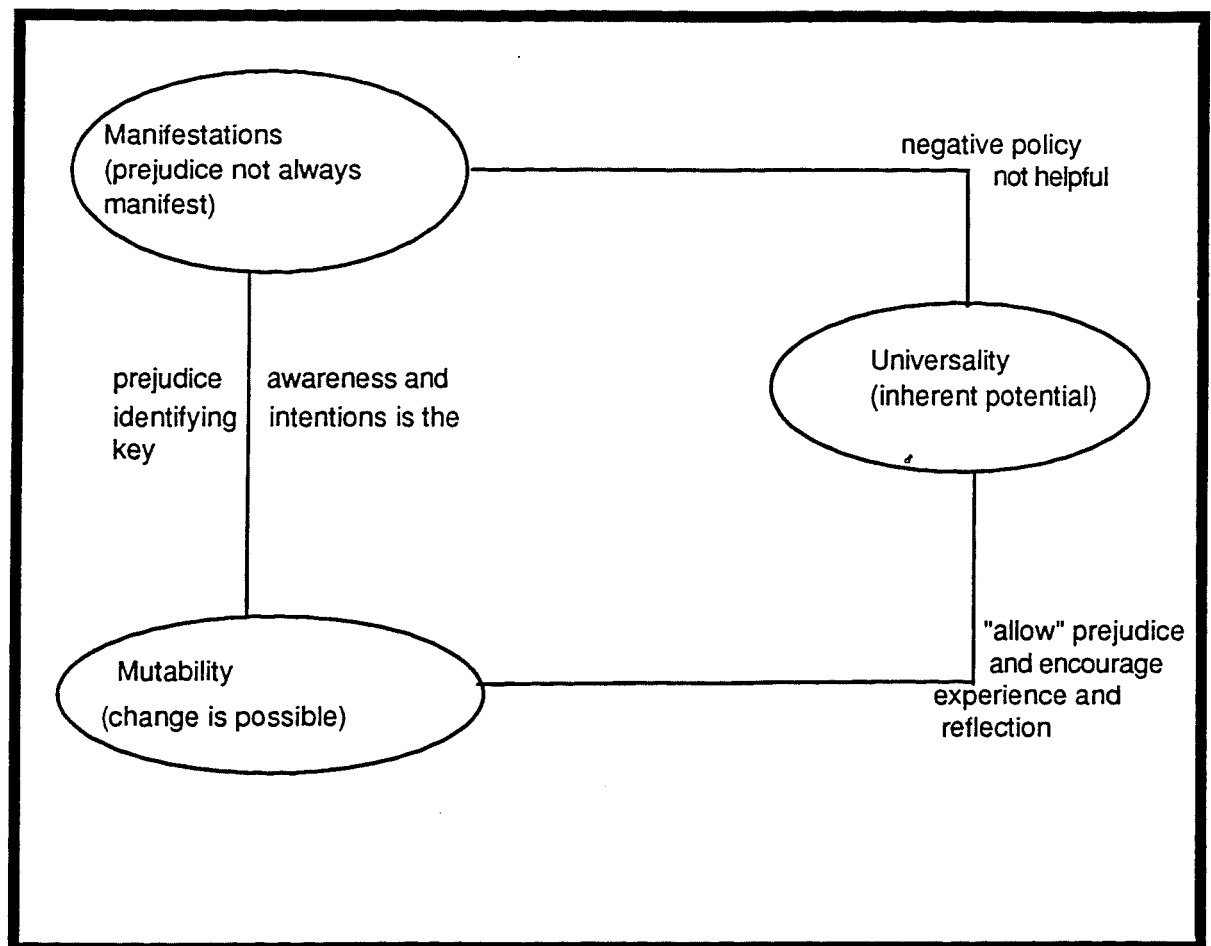 Manifestations
(prejudice not always
manifest)
negative policy
not helpful
Universality
(inherent potential)
prejudice awareness and
identifying intentions is the
key
"allow" prejudice
and encourage
experience and
reflection
Mutability
(change is possible)